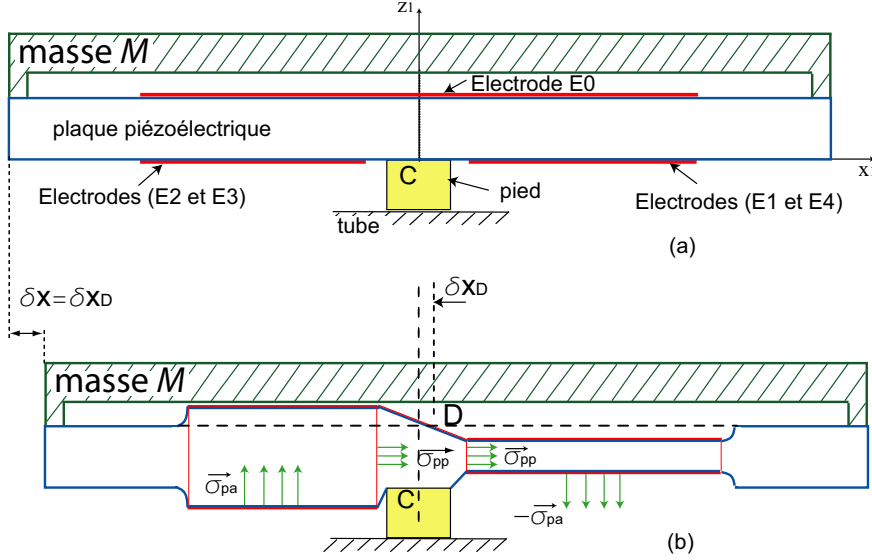 z1
masse M
Electrode E0
plaque piézoélectrique
C
x1
Electrodes (E2 et E3)
pied
Electrodes (E1 et E4)
tube
(a)
δx = δxD
δxD
masse M
D
σpa
σpp
σpp
C
-σpa
(b)